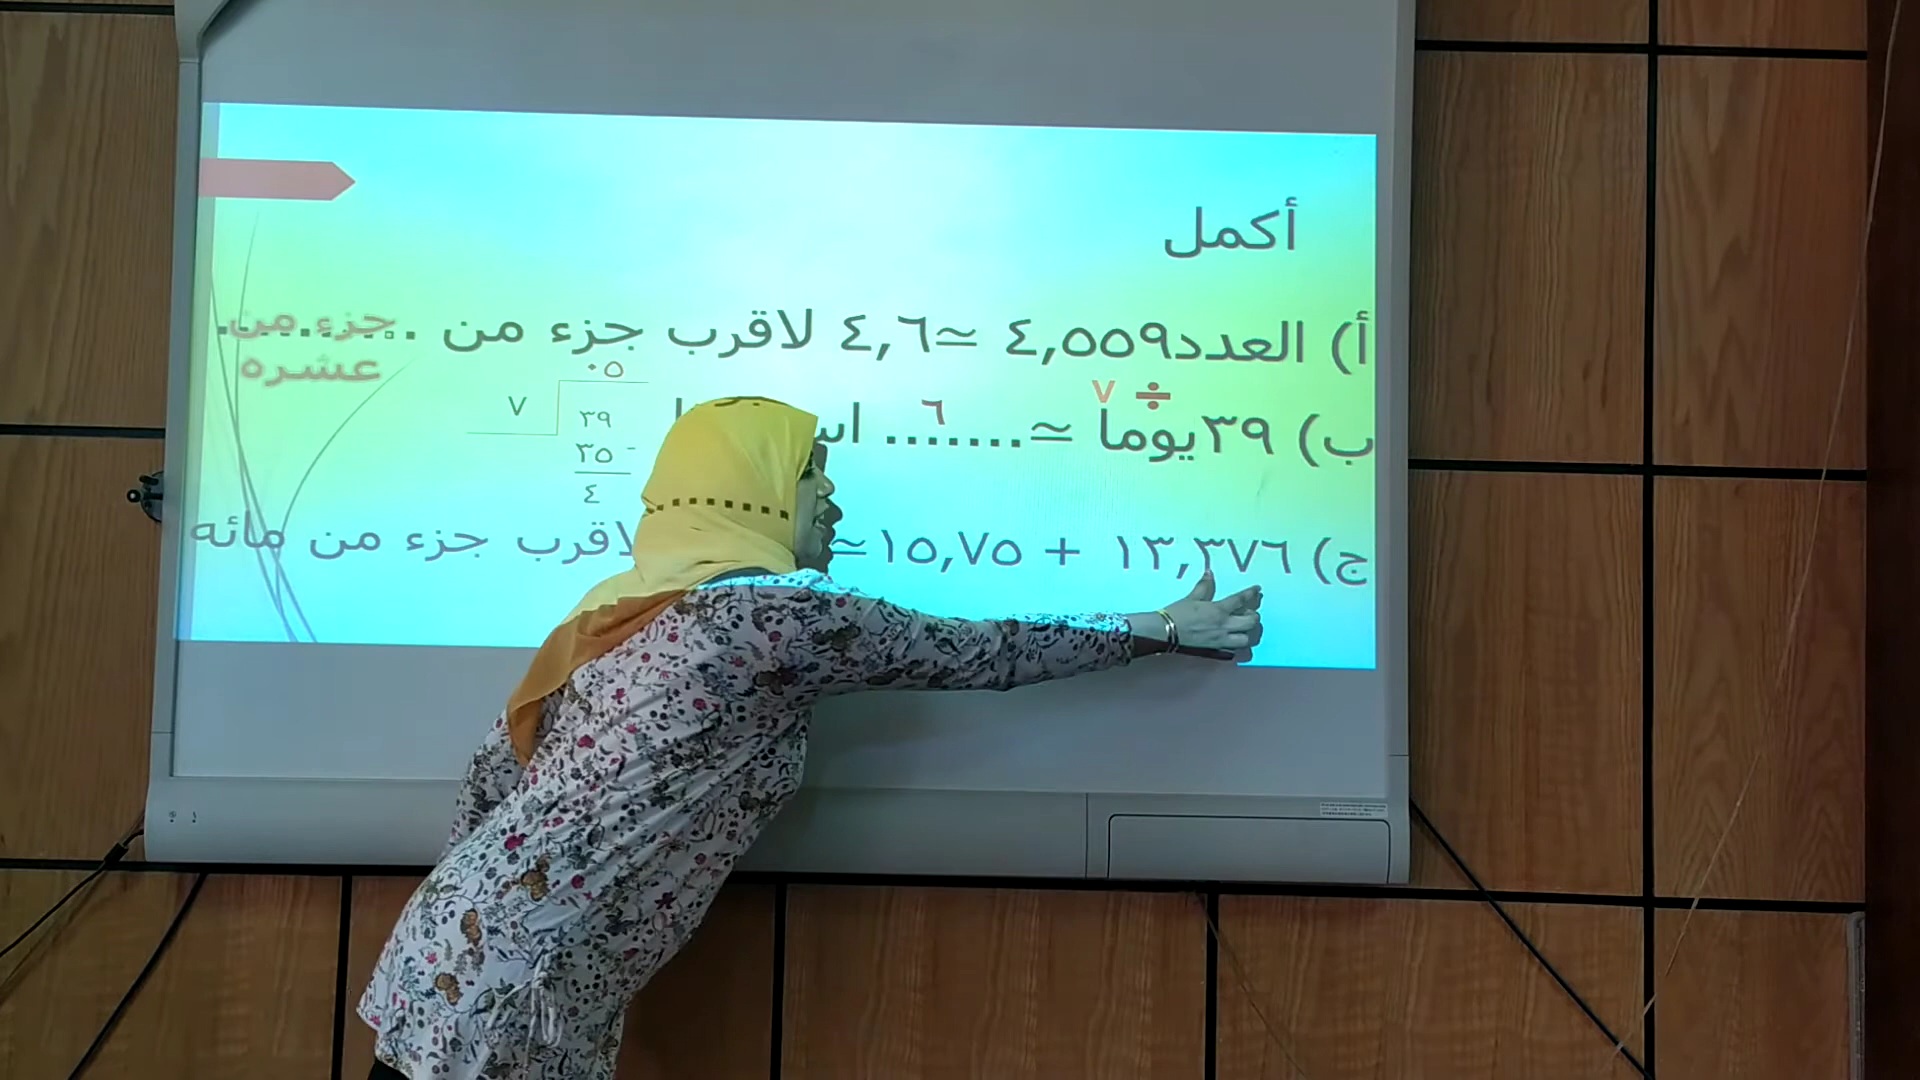 أكمل
أ) العدد٤,٥٥٩ ≃٤,٦ لاقرب جزء من ..........
جزء من
عشره
٧ ÷
ب) ٣٩يوما ≃.......
٦
٠٥
٧
٣٩
٣٥ -
٤
ج) ١٣,٣٧٦ + ١٥,٧٥≃ لاقرب جزء من مائه